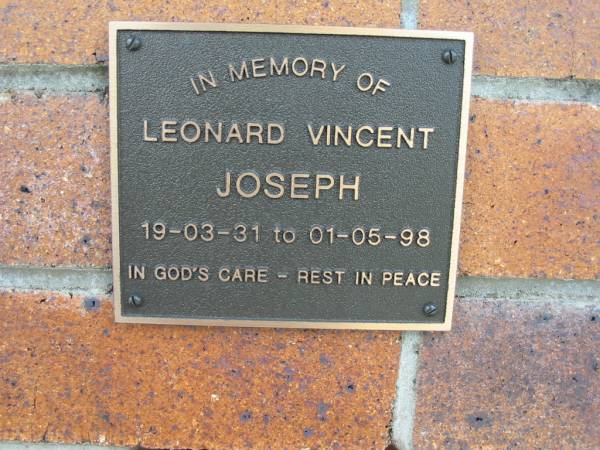 IN MEMORY OF
LEONARD VINCENT
JOSEPH
19-03-31 to 01-05-98
IN GOD'S CARE - REST IN PEACE